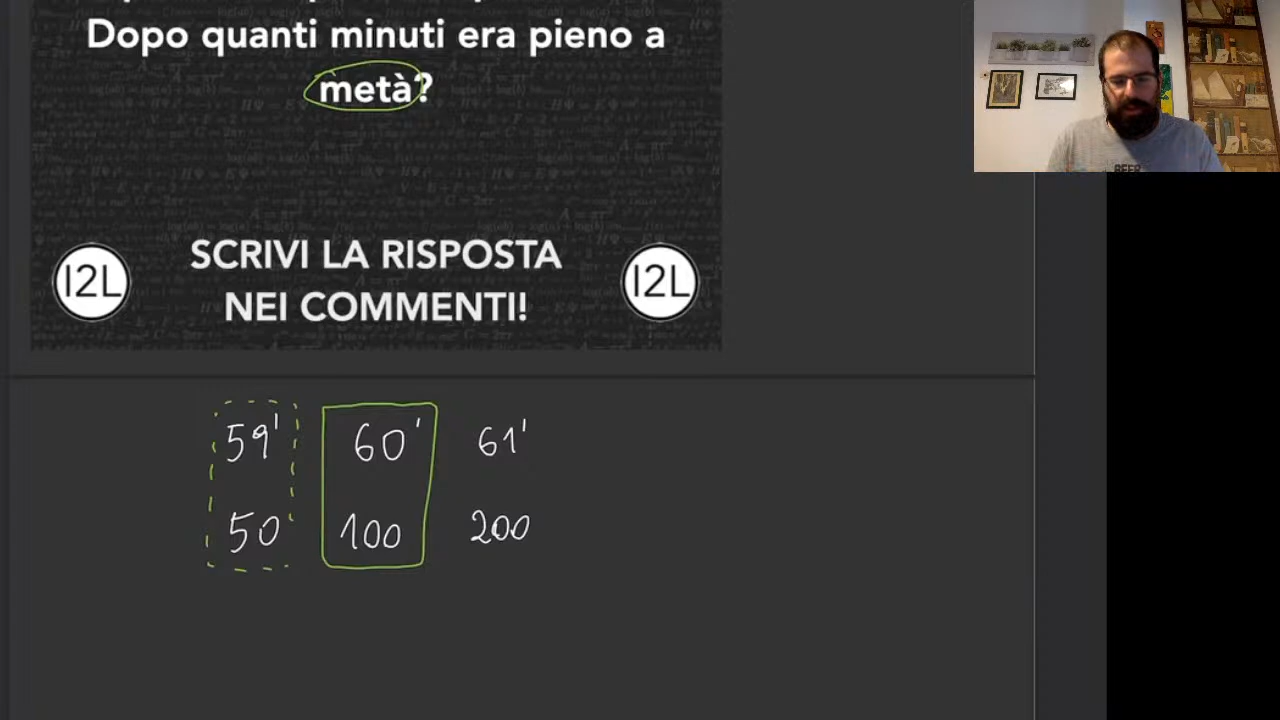 Dopo quanti minuti era pieno a
metà?
SCRIVI LA RISPOSTA
NEI COMMENTI!
I2L
I2L
59' 60' 61'
50 100 200
BEER